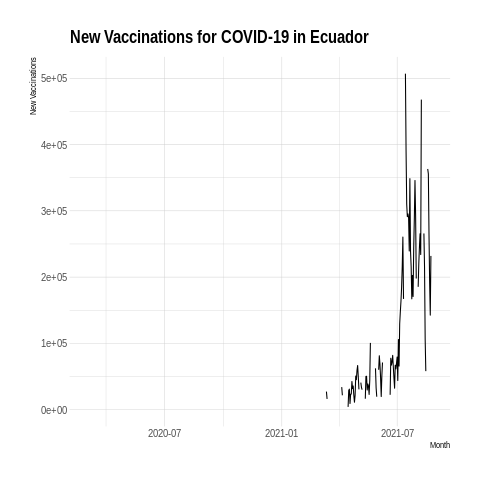 New Vaccinations for COVID-19 in Ecuador
New Vaccinations
5e+05
4e+05
3e+05
2e+05
1e+05
0e+00
2020-07
2021-01
2021-07
Month